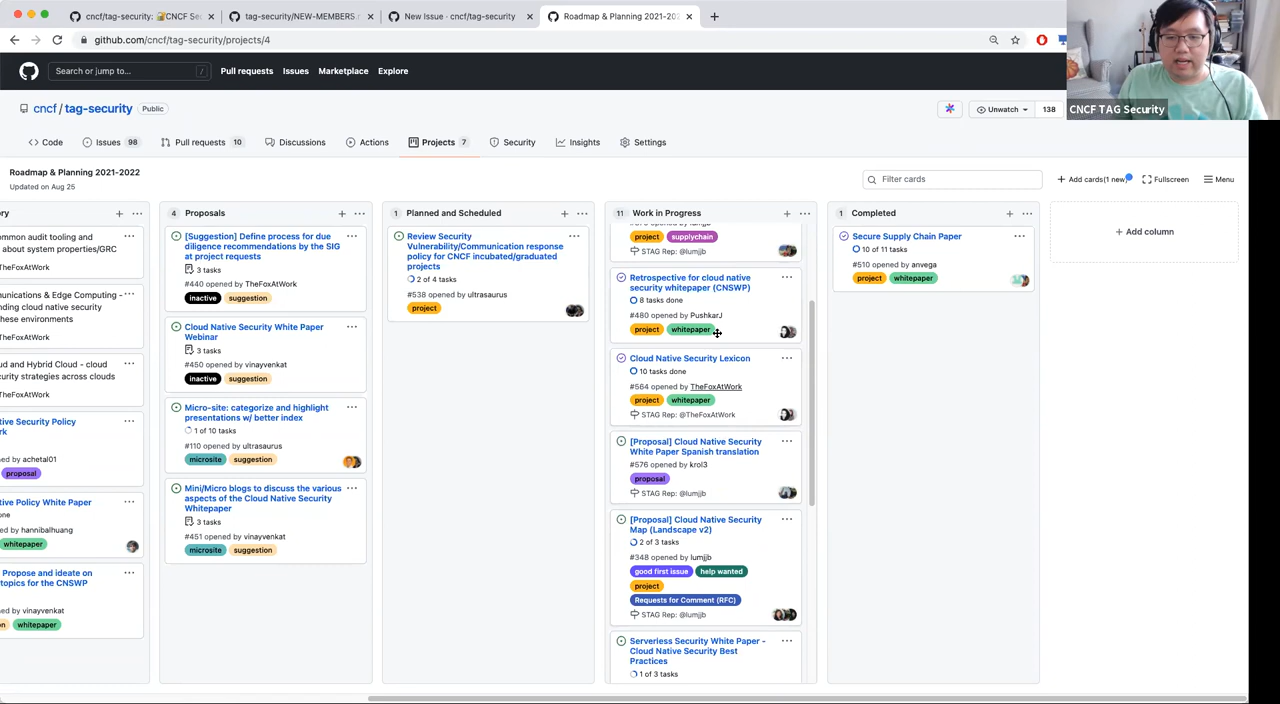 cncf/tag-security: 🔐CNCF Se
tag-security/NEW-MEMBERS
New Issue · cncf/tag-security
Roadmap & Planning 2021-202
github.com/cncf/tag-security/projects/4
Search or jump to...
/
Pull requests
Issues
Marketplace
Explore
CNCF TAG Security
cncf / tag-security
Public
Unwatch
138
Code
Issues 98
Pull requests 10
Discussions
Actions
Projects 7
Security
Insights
Settings
Roadmap & Planning 2021-2022
Updated on Aug 25
Filter cards
+ Add cards(1 new)
Fullscreen
Menu
ry
ommon audit tooling and
about system properties/GRC
TheFoxAtWork
munications & Edge Computing -
nding cloud native security
hese environments
TheFoxAtWork
ud and Hybrid Cloud - cloud
curity strategies across clouds
TheFoxAtWork
tive Security Policy
rk
ed by achetal01
proposal
tive Policy White Paper
one
ed by hannibalhuang
whitepaper
Propose and ideate on
topics for the CNSWP
ed by vinayvenkat
on
whitepaper
4 Proposals
[Suggestion] Define process for due
diligence recommendations by the SIG
at project requests
3 tasks
#440 opened by TheFoxAtWork
inactive suggestion
Cloud Native Security White Paper
Webinar
3 tasks
#450 opened by vinayvenkat
inactive suggestion
Micro-site: categorize and highlight
presentations w/ better index
1 of 10 tasks
#110 opened by ultrasaurus
microsite suggestion
Mini/Micro blogs to discuss the various
aspects of the Cloud Native Security
Whitepaper
3 tasks
#451 opened by vinayvenkat
microsite suggestion
1 Planned and Scheduled
Review Security
Vulnerability/Communication response
policy for CNCF incubated/graduated
projects
2 of 4 tasks
#538 opened by ultrasaurus
project
11 Work in Progress
project supplychain
STAG Rep: @lumjjb
Retrospective for cloud native
security whitepaper (CNSWP)
8 tasks done
#480 opened by PushkarJ
project whitepaper
Cloud Native Security Lexicon
10 tasks done
#564 opened by TheFoxAtWork
project whitepaper
STAG Rep: @TheFoxAtWork
[Proposal] Cloud Native Security
White Paper Spanish translation
#576 opened by krol3
proposal
STAG Rep: @lumjjb
[Proposal] Cloud Native Security
Map (Landscape v2)
2 of 3 tasks
#348 opened by lumjjb
good first issue help wanted
project
Requests for Comment (RFC)
STAG Rep: @lumjjb
Serverless Security White Paper -
Cloud Native Security Best
Practices
1 of 3 tasks
1 Completed
Secure Supply Chain Paper
10 of 11 tasks
#510 opened by anvega
project whitepaper
+ Add column